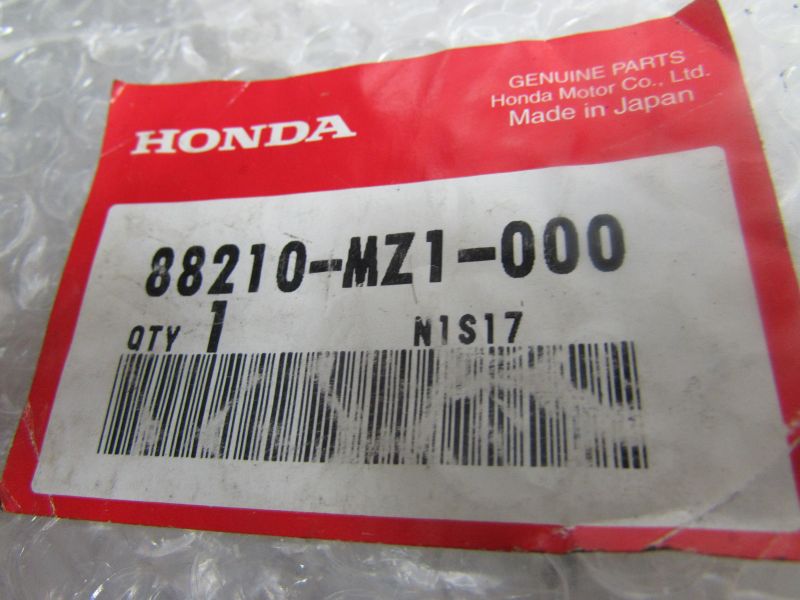 GENUINE PARTS
Honda Motor Co., Ltd.
Made in Japan
HONDA
88210-MZ1-000
QTY 1 N1S17